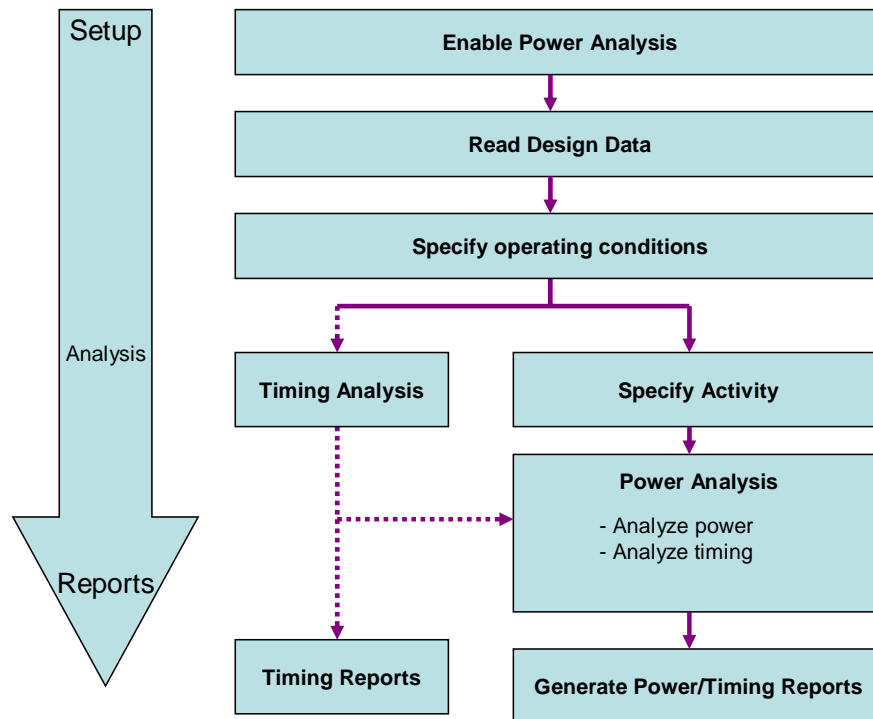 Setup
Analysis
Reports
Enable Power Analysis
Read Design Data
Specify operating conditions
Timing Analysis
Specify Activity
Power Analysis
- Analyze power
- Analyze timing
Timing Reports
Generate Power/Timing Reports